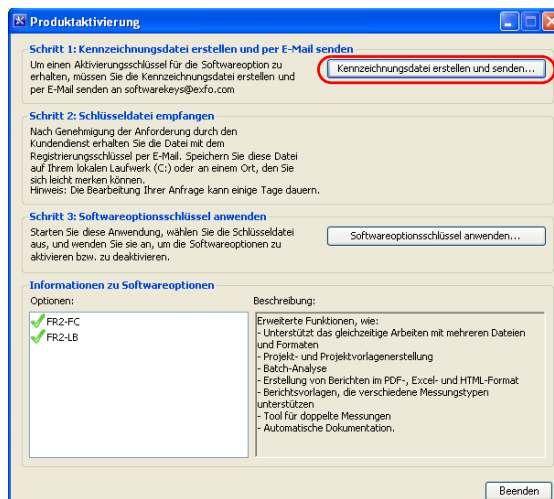 Produktaktivierung
Schritt 1: Kennzeichnungsdatei erstellen und per E-Mail senden
Um einen Aktivierungsschlüssel für die Softwareoption zu
erhalten, müssen Sie die Kennzeichnungsdatei erstellen und
per E-Mail senden an softwarekeys@exfo.com
Kennzeichnungsdatei erstellen und senden...
Schritt 2: Schlüsseldatei empfangen
Nach Genehmigung der Anforderung durch den
Kundendienst erhalten Sie die Datei mit dem
Registrierungsschlüssel per E-Mail. Speichern Sie diese Datei
auf Ihrem lokalen Laufwerk (C:) oder an einem Ort, den Sie
sich leicht merken können.
Hinweis: Die Bearbeitung Ihrer Anfrage kann einige Tage dauern.
Schritt 3: Softwareoptionsschlüssel anwenden
Starten Sie diese Anwendung, wählen Sie die Schlüsseldatei
aus, und wenden Sie sie an, um die Softwareoptionen zu
aktivieren bzw. zu deaktivieren.
Softwareoptionsschlüssel anwenden...
Informationen zu Softwareoptionen
Optionen:
FR2-FC
FR2-LB
Beschreibung:
Erweiterte Funktionen, wie:
- Unterstützt das gleichzeitige Arbeiten mit mehreren Dateien
und Formaten
- Projekt- und Projektvorlagenerstellung
- Batch-Analyse
- Erstellung von Berichten im PDF-, Excel- und HTML-Format
- Berichtsvorlagen, die verschiedene Messungstypen
unterstützen
- Tool für doppelte Messungen
- Automatische Dokumentation.
Beenden